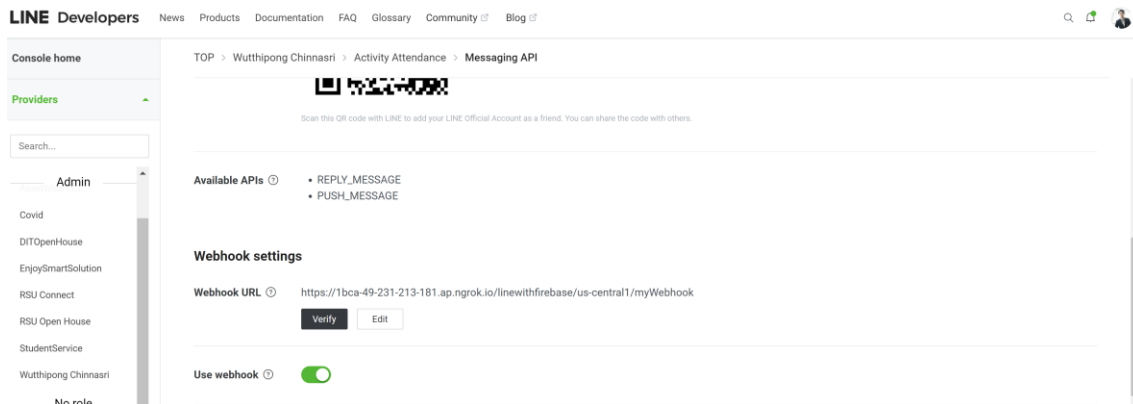 LINE Developers News Products Documentation FAQ Glossary Community Blog
Console home
TOP > Wutthipong Chinnasri > Activity Attendance > Messaging API
Providers
Scan this QR code with LINE to add your LINE Official Account as a friend. You can share the code with others.
Search...
Admin
Available APIs
• REPLY_MESSAGE
• PUSH_MESSAGE
Covid
DITOpenHouse
EnjoySmartSolution
RSU Connect
RSU Open House
StudentService
Wutthipong Chinnasri
No role
Webhook settings
Webhook URL https://1bca-49-231-213-181.ap.ngrok.io/linewithfirebase/us-central1/myWebhook
Verify Edit
Use webhook